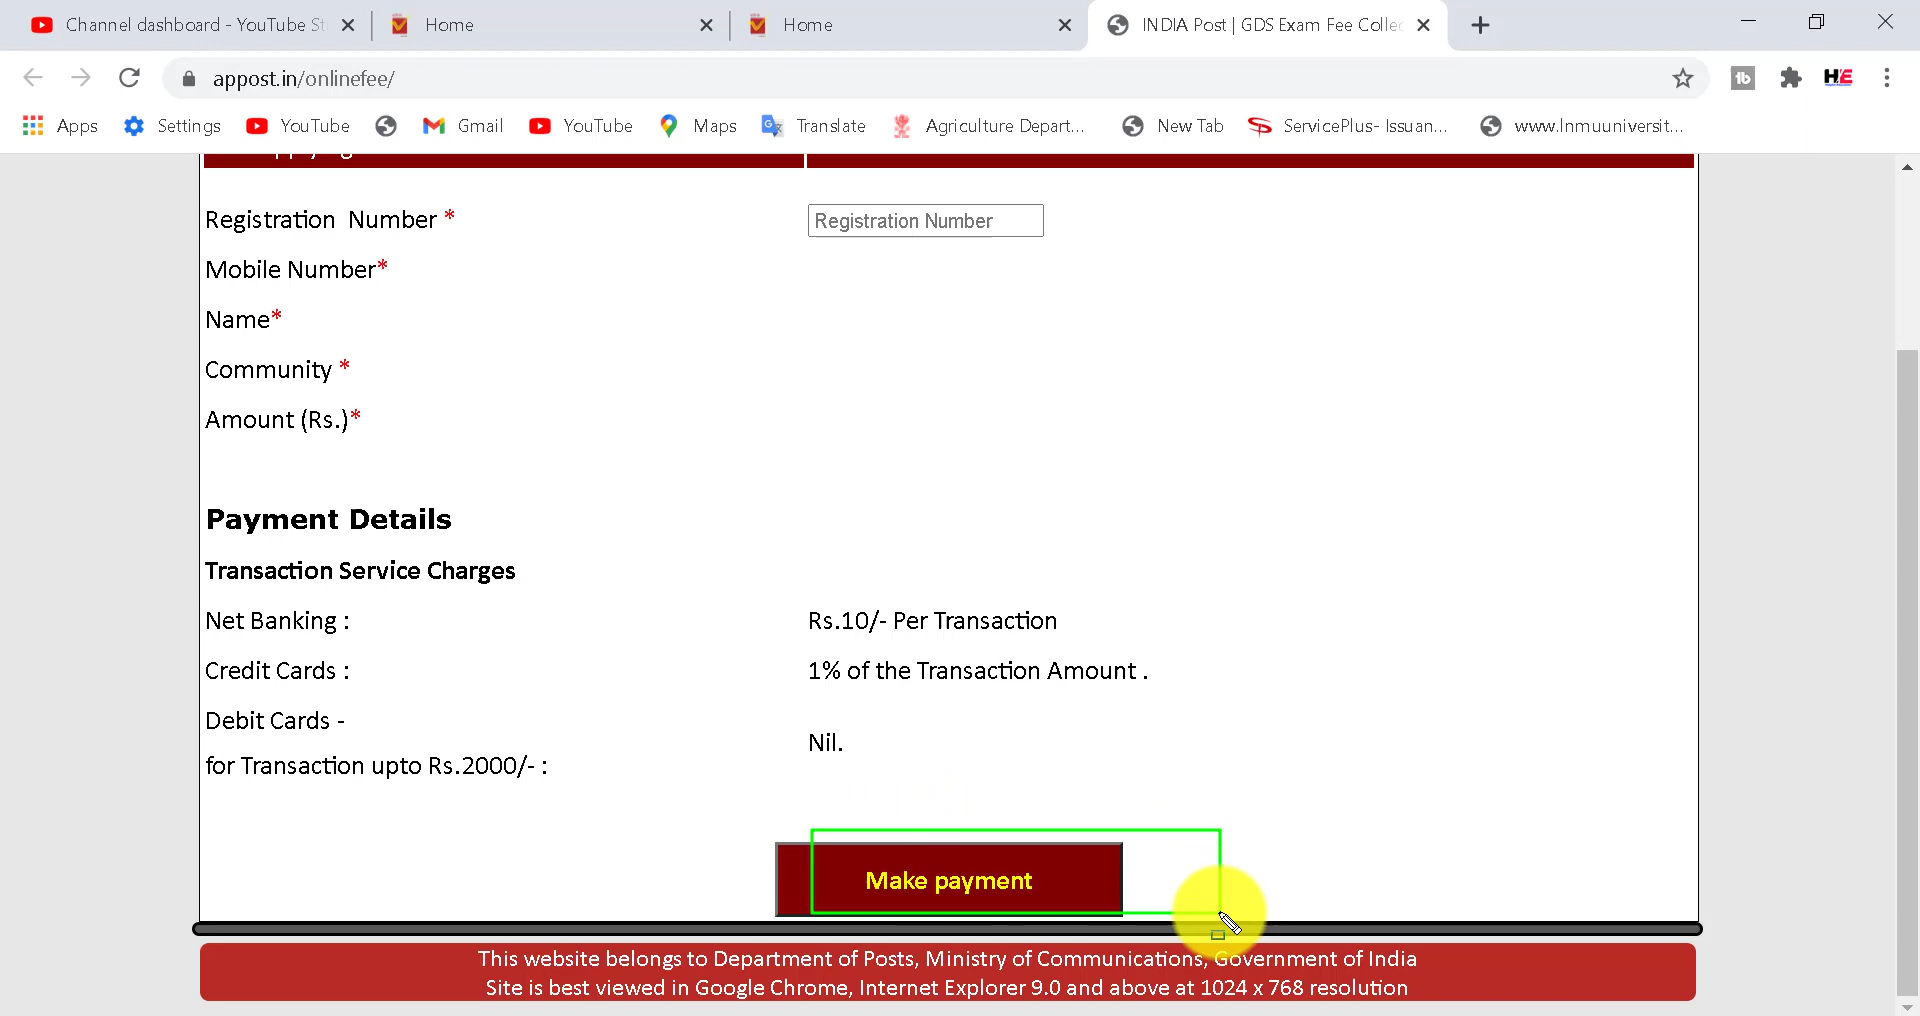 Channel dashboard - YouTube St
Home
Home
INDIA Post | GDS Exam Fee Collec
appost.in/onlinefee/
Apps
Settings
YouTube
Gmail
YouTube
Maps
Translate
Agriculture Depart...
New Tab
ServicePlus- Issuan...
www.lnmuuniversit...
Registration Number *
Registration Number
Mobile Number*
Name*
Community *
Amount (Rs.)*
Payment Details
Transaction Service Charges
Net Banking :
Rs.10/- Per Transaction
Credit Cards :
1% of the Transaction Amount .
Debit Cards -
for Transaction upto Rs.2000/- :
Nil.
Make payment
This website belongs to Department of Posts, Ministry of Communications, Government of India
Site is best viewed in Google Chrome, Internet Explorer 9.0 and above at 1024 x 768 resolution